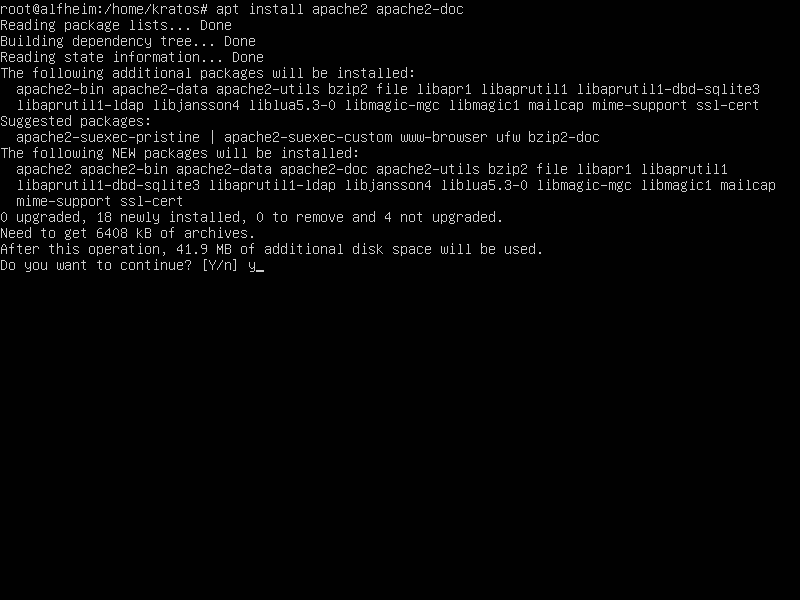 root@alfheim:/home/kratos# apt install apache2 apache2-doc
Reading package lists... Done
Building dependency tree... Done
Reading state information... Done
The following additional packages will be installed:
  apache2-bin apache2-data apache2-utils bzip2 file libapr1 libaprutil1 libaprutil1-dbd-sqlite3
  libaprutil1-ldap libjansson4 liblua5.3-0 libmagic-mgc libmagic1 mailcap mime-support ssl-cert
Suggested packages:
  apache2-suexec-pristine | apache2-suexec-custom www-browser ufw bzip2-doc
The following NEW packages will be installed:
  apache2 apache2-bin apache2-data apache2-doc apache2-utils bzip2 file libapr1 libaprutil1
  libaprutil1-dbd-sqlite3 libaprutil1-ldap libjansson4 liblua5.3-0 libmagic-mgc libmagic1 mailcap
  mime-support ssl-cert
0 upgraded, 18 newly installed, 0 to remove and 4 not upgraded.
Need to get 6408 kB of archives.
After this operation, 41.9 MB of additional disk space will be used.
Do you want to continue? [Y/n] y_